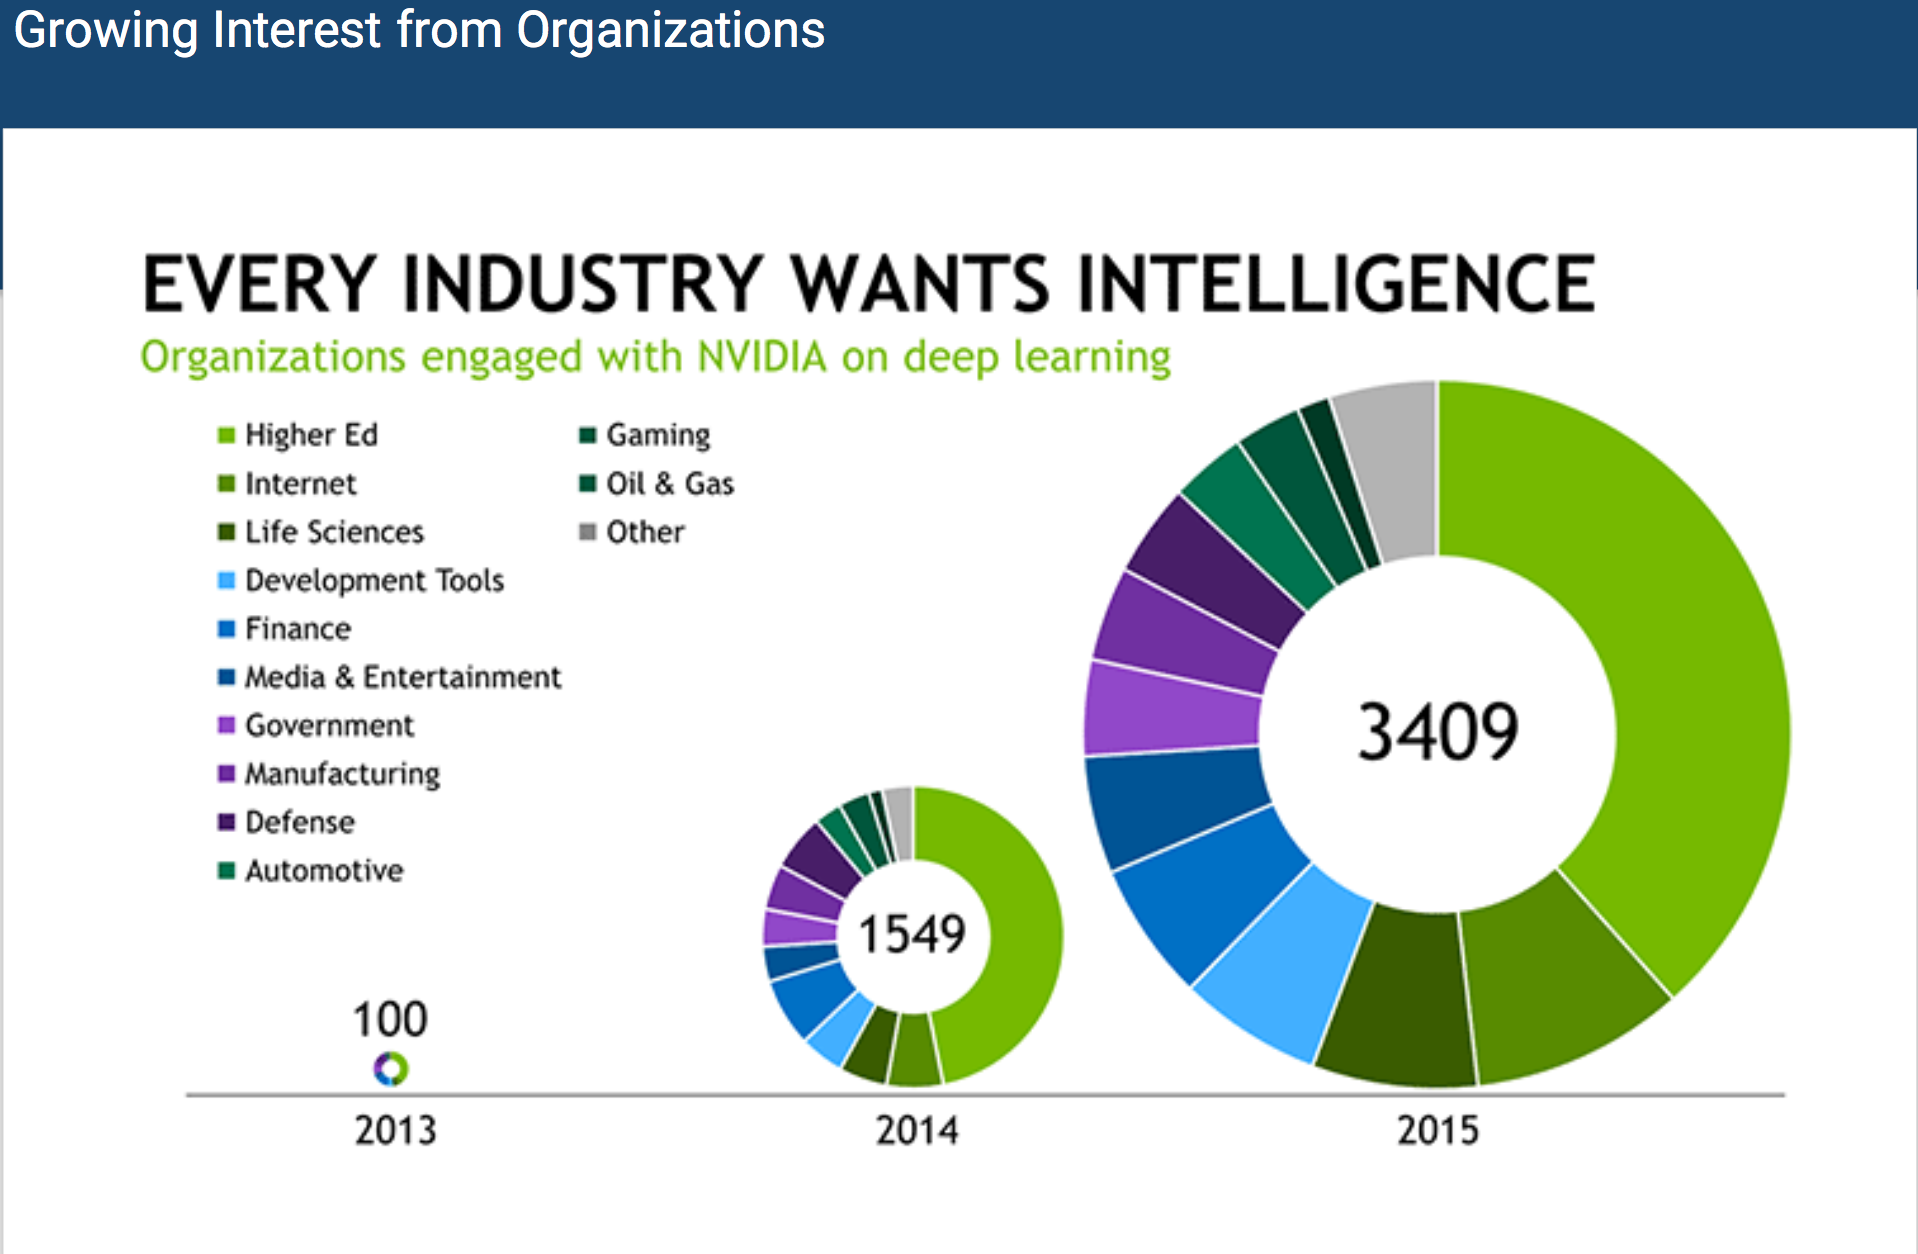 Growing Interest from Organizations
EVERY INDUSTRY WANTS INTELLIGENCE
Organizations engaged with NVIDIA on deep learning
Higher Ed
Internet
Life Sciences
Development Tools
Finance
Media & Entertainment
Government
Manufacturing
Defense
Automotive
Gaming
Oil & Gas
Other
100
1549
3409
2013
2014
2015